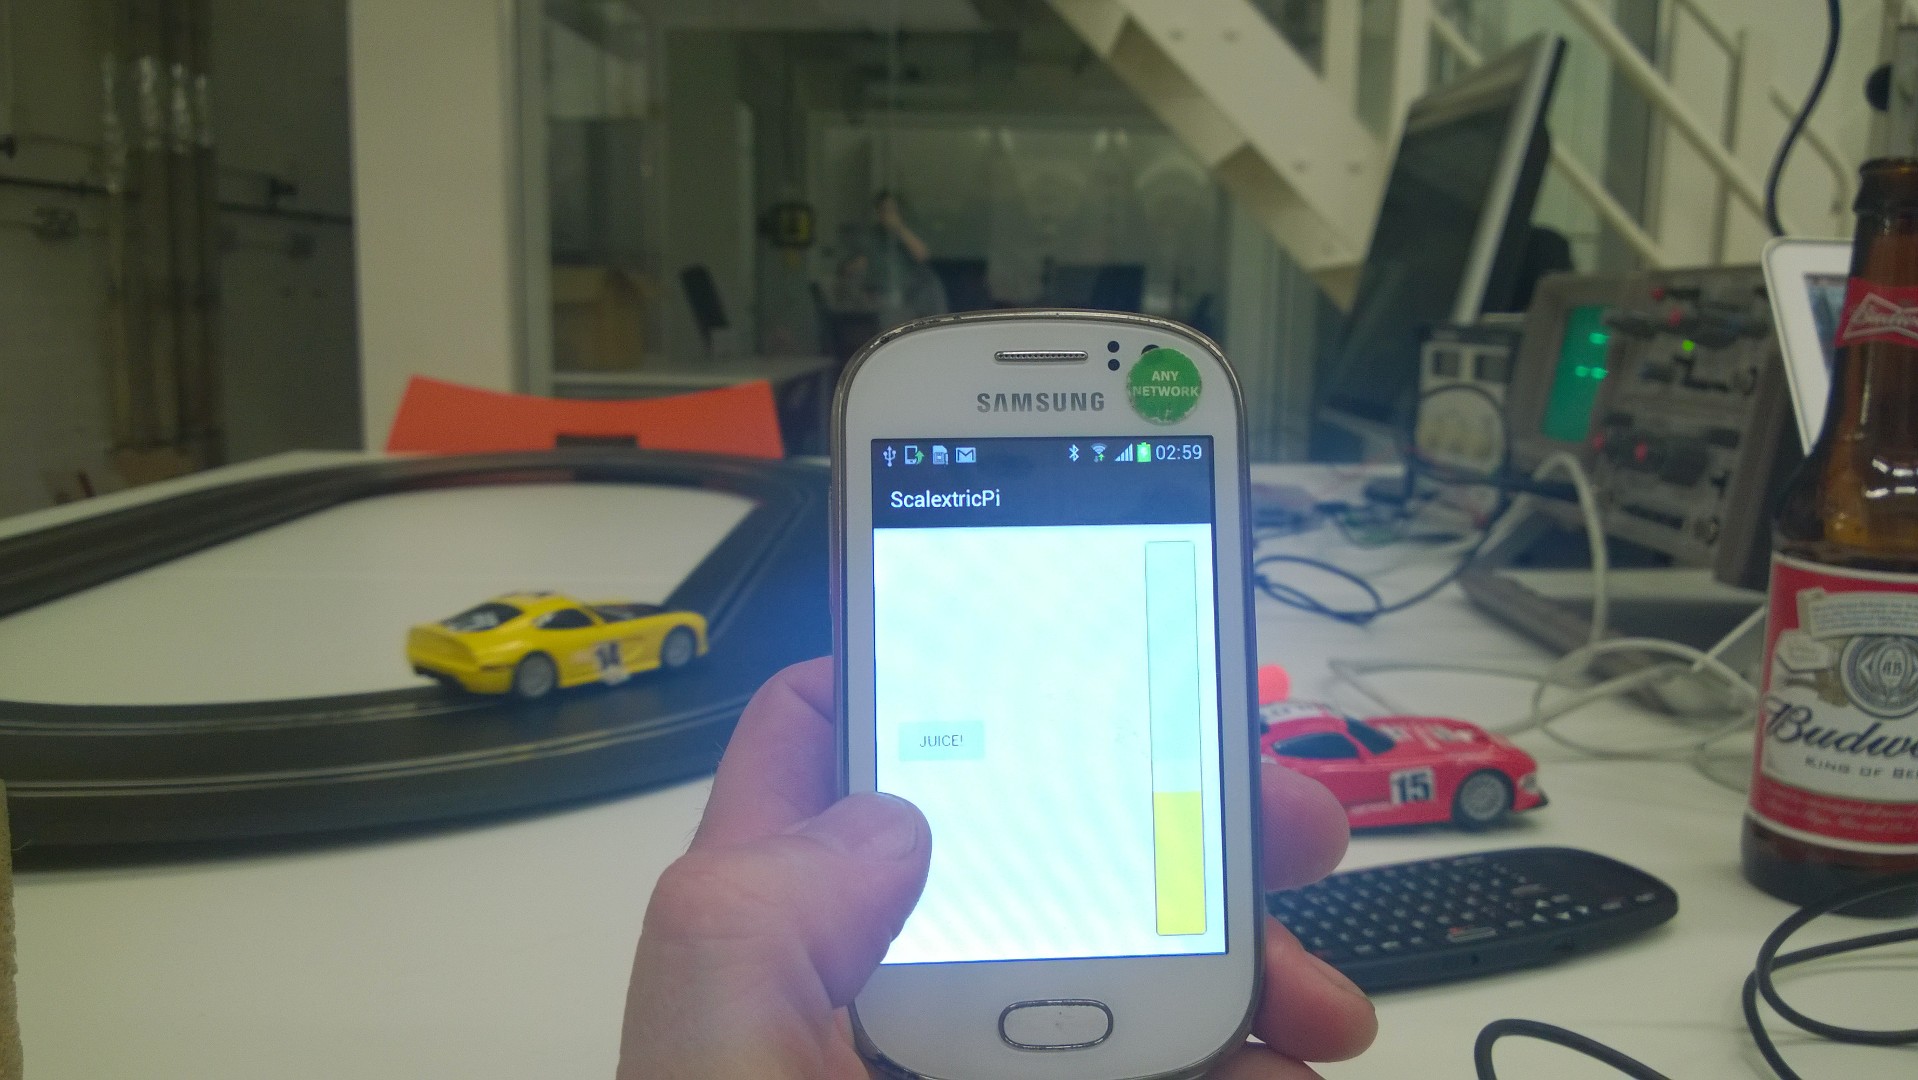 ANY
NETWORK
SAMSUNG
02:59
ScalextricPi
JUICE!
14
15
Budw
KING OF BE